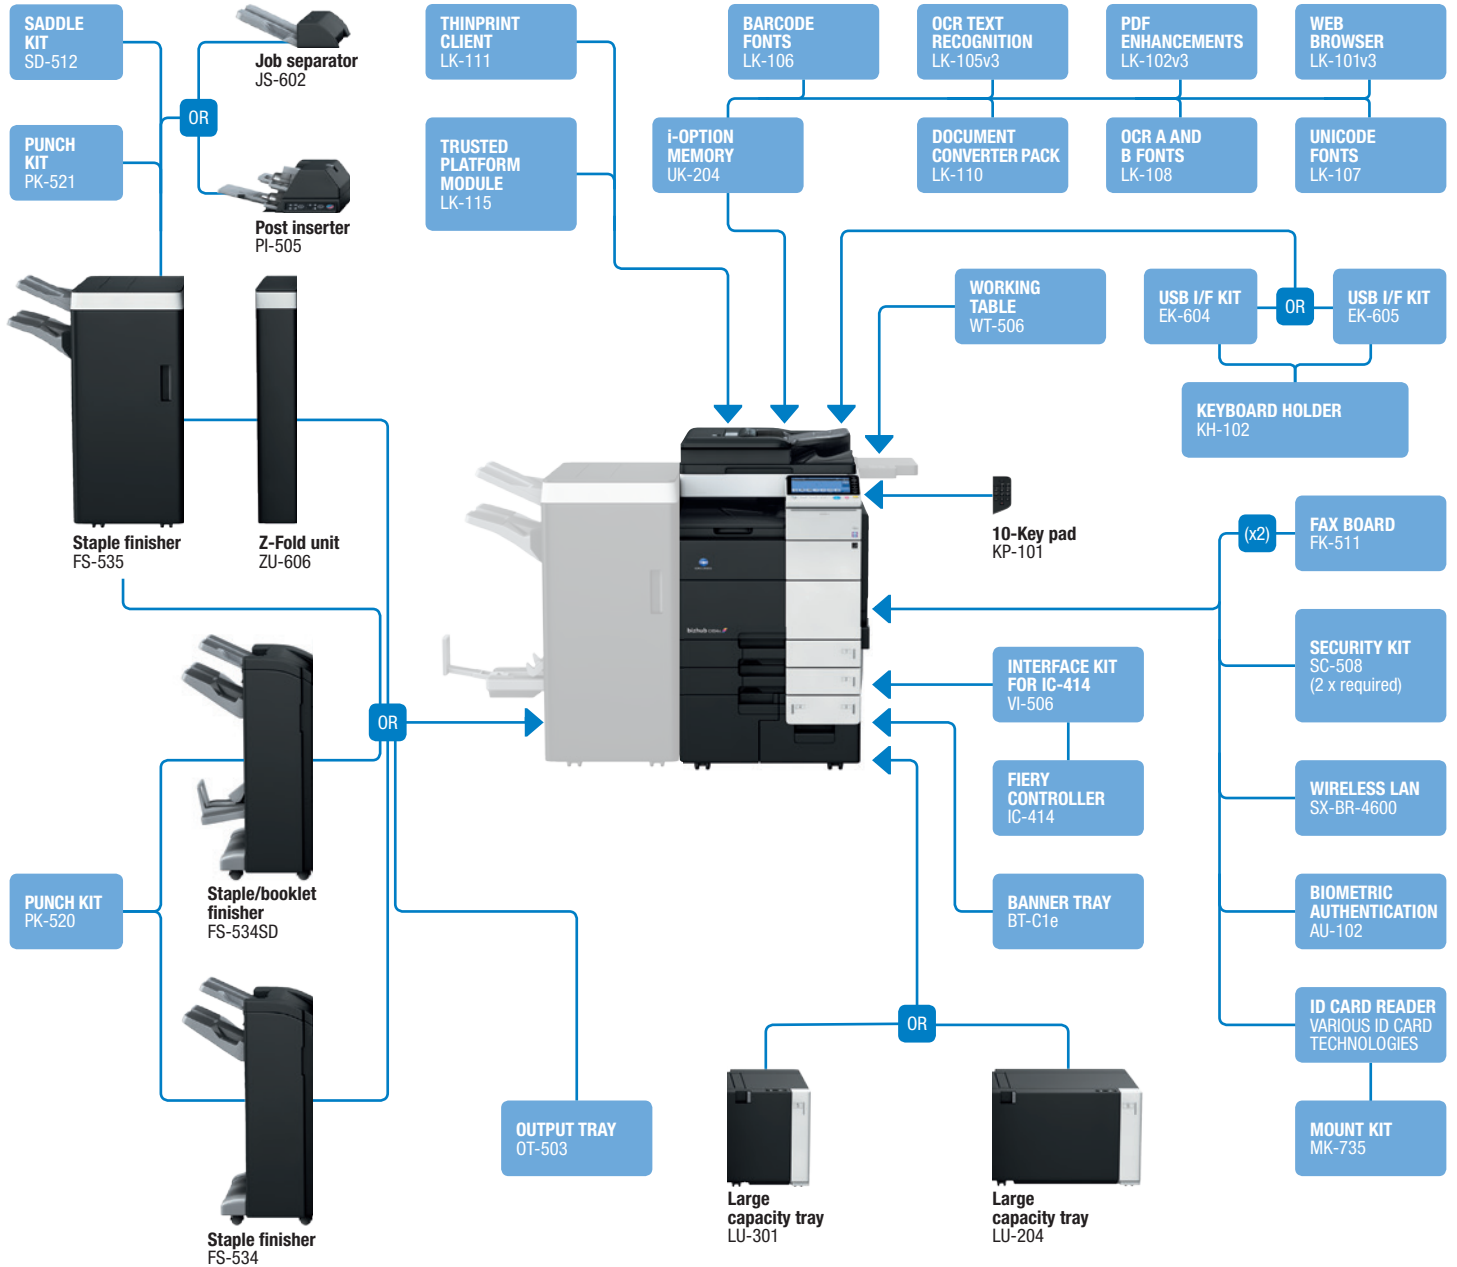 SADDLE
KIT
SD-512
Job separator
JS-602
OR
PUNCH
KIT
PK-521
Post inserter
PI-505
THINPRINT
CLIENT
LK-111
TRUSTED
PLATFORM
MODULE
LK-115
BARCODE
FONTS
LK-106
OCR TEXT
RECOGNITION
LK-105v3
PDF
ENHANCEMENTS
LK-102v3
WEB
BROWSER
LK-101v3
i-OPTION
MEMORY
UK-204
DOCUMENT
CONVERTER PACK
LK-110
OCR A AND
B FONTS
LK-108
UNICODE
FONTS
LK-107
WORKING
TABLE
WT-506
USB I/F KIT
EK-604
OR
USB I/F KIT
EK-605
KEYBOARD HOLDER
KH-102
10-Key pad
KP-101
Staple finisher
FS-535
Z-Fold unit
ZU-606
(x2)
FAX BOARD
FK-511
SECURITY KIT
SC-508
(2 x required)
bizhub
INTERFACE KIT
FOR IC-414
VI-506
OR
FIERY
CONTROLLER
IC-414
WIRELESS LAN
SX-BR-4600
PUNCH KIT
PK-520
Staple/booklet
finisher
FS-534SD
BANNER TRAY
BT-C1e
BIOMETRIC
AUTHENTICATION
AU-102
OR
ID CARD READER
VARIOUS ID CARD
TECHNOLOGIES
OUTPUT TRAY
OT-503
MOUNT KIT
MK-735
Large
capacity tray
LU-301
Large
capacity tray
LU-204
Staple finisher
FS-534